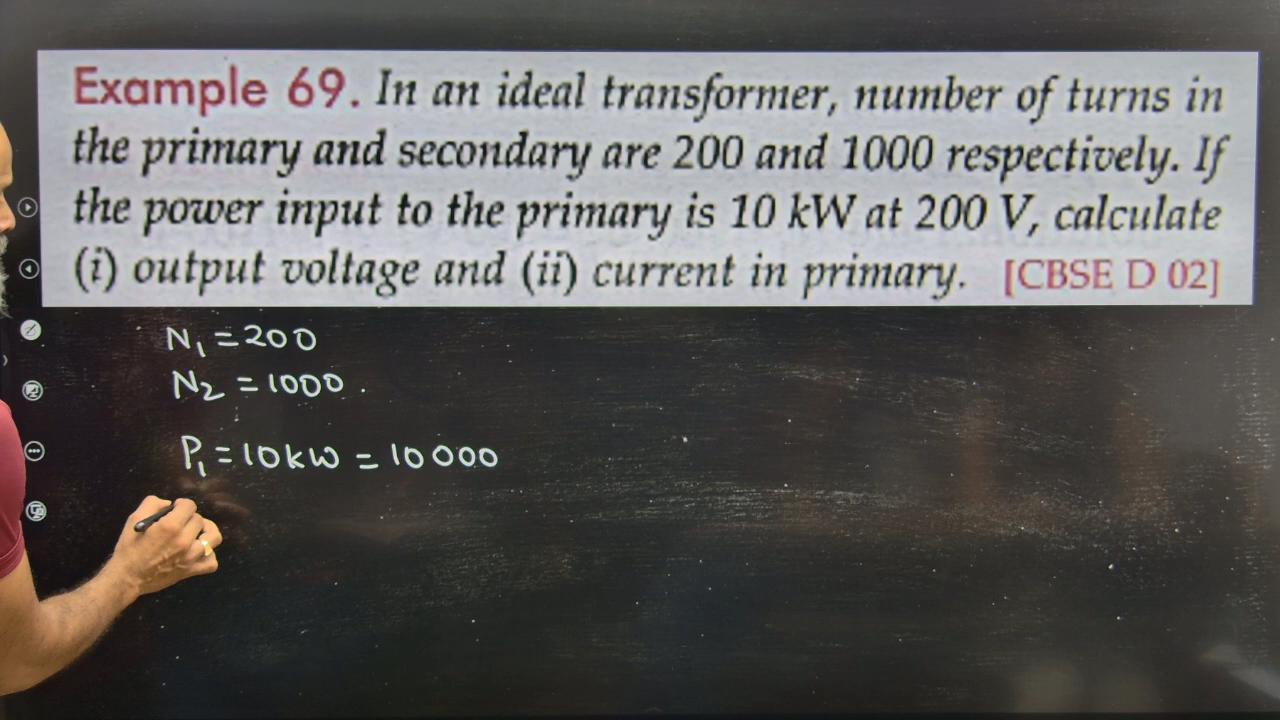 Example 69. In an ideal transformer, number of turns in
the primary and secondary are 200 and 1000 respectively. If
the power input to the primary is 10 kW at 200 V, calculate
(i) output voltage and (ii) current in primary. [CBSE D 02]
N₁ = 200
N₂ = 1000.
P₁ = 10kW = 10000